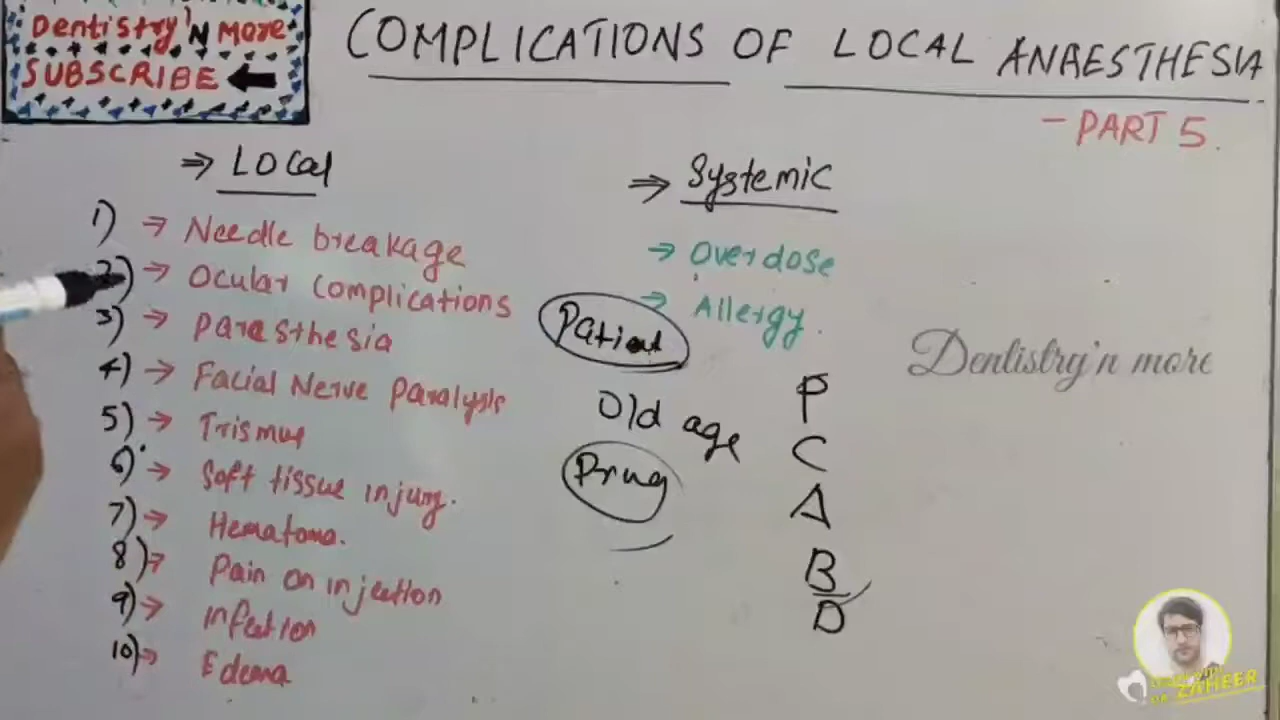 Dentistry'N More
SUBSCRIBE
COMPLICATIONS OF LOCAL ANAESTHESIA
- PART 5.
⇒ Local
1) → Needle breakage
2) → Ocular complications
3) → Paresthesia
4) → Facial Nerve Paralysis
5) → Trismus
6) → Soft tissue injury.
7) → Hematoma.
8) → Pain on injection
9) → Infection
10) → Edema
⇒ Systemic
→ Overdose
→ Allergy.
Patient
Old age
Drug
P
C
A
B
D
Dentistry'n more
ZAHEER